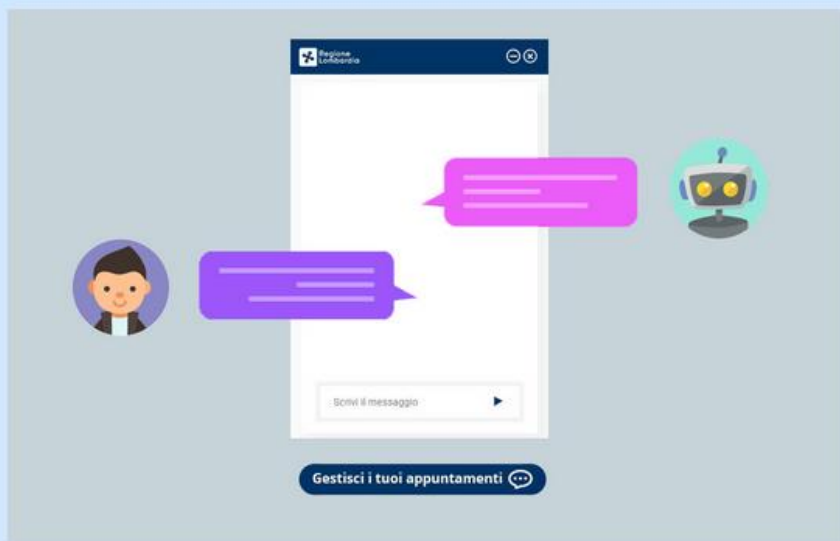 Regione
Lombardia
Scrivi il messaggio
Gestisci i tuoi appuntamenti